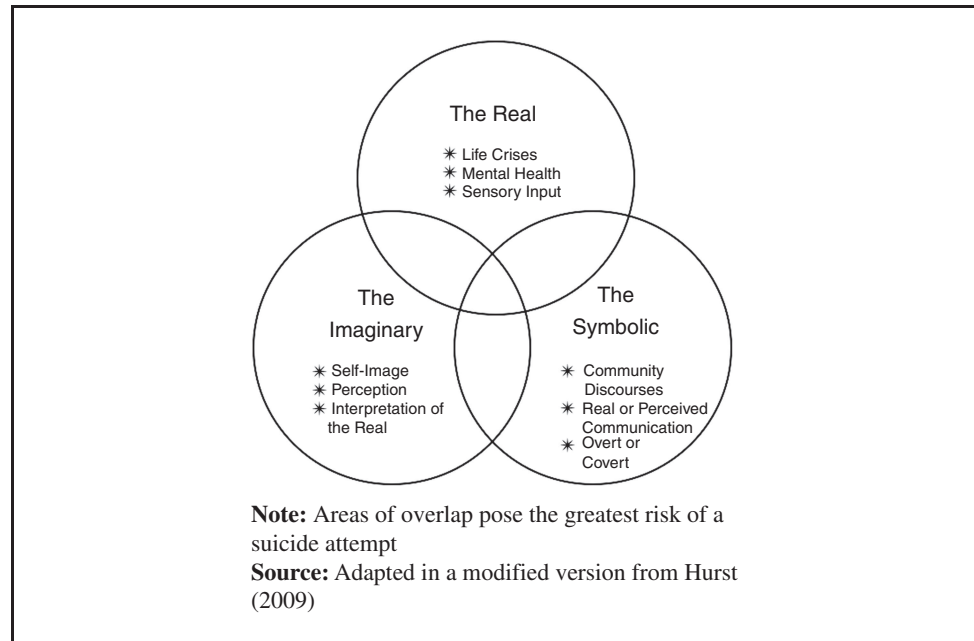 The Real
✴ Life Crises
✴ Mental Health
✴ Sensory Input
The
Imaginary
✴ Self-Image
✴ Perception
✴ Interpretation of
the Real
The
Symbolic
✴ Community
Discourses
✴ Real or Perceived
Communication
✴ Overt or
Covert
Note: Areas of overlap pose the greatest risk of a
suicide attempt
Source: Adapted in a modified version from Hurst
(2009)